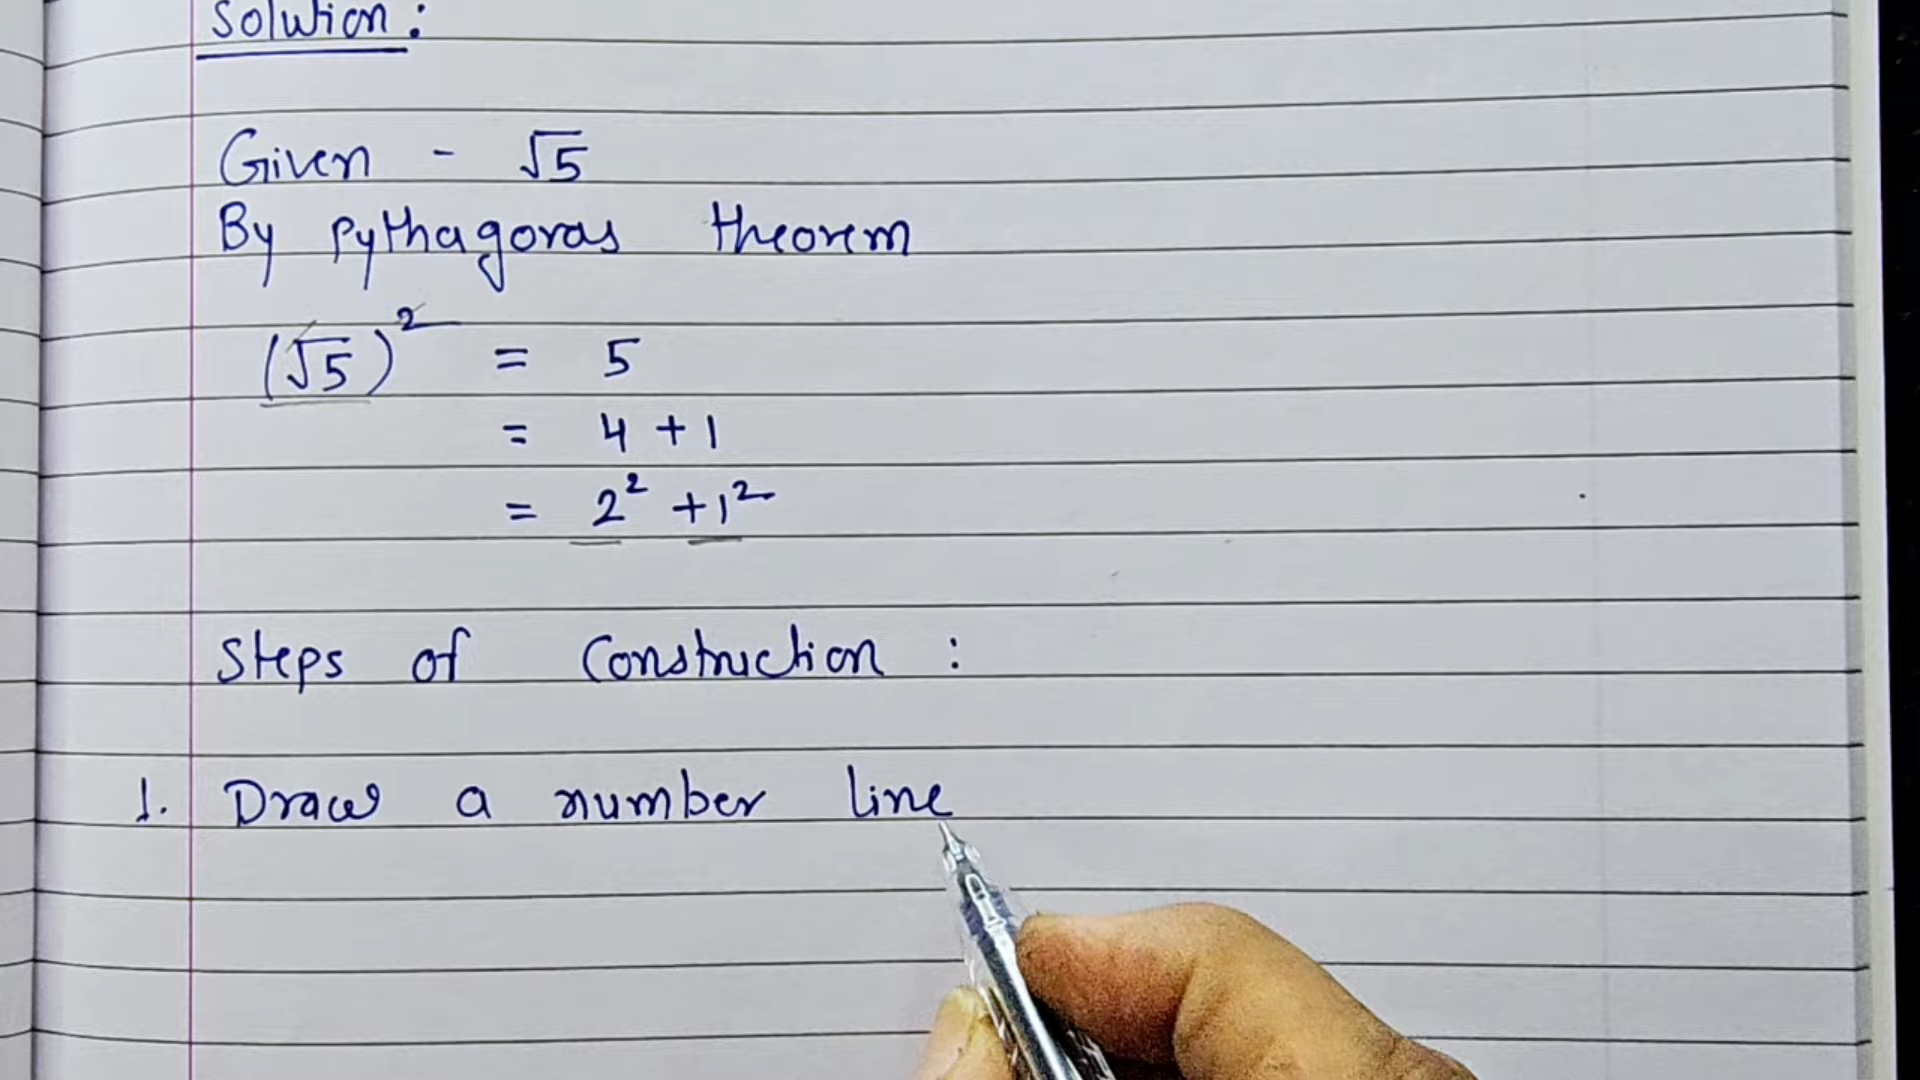 Solution:
Given - √5
By Pythagoras theorem
(√5)² = 5
= 4 + 1
= 2² + 1²
Steps of Construction :
1. Draw a number line